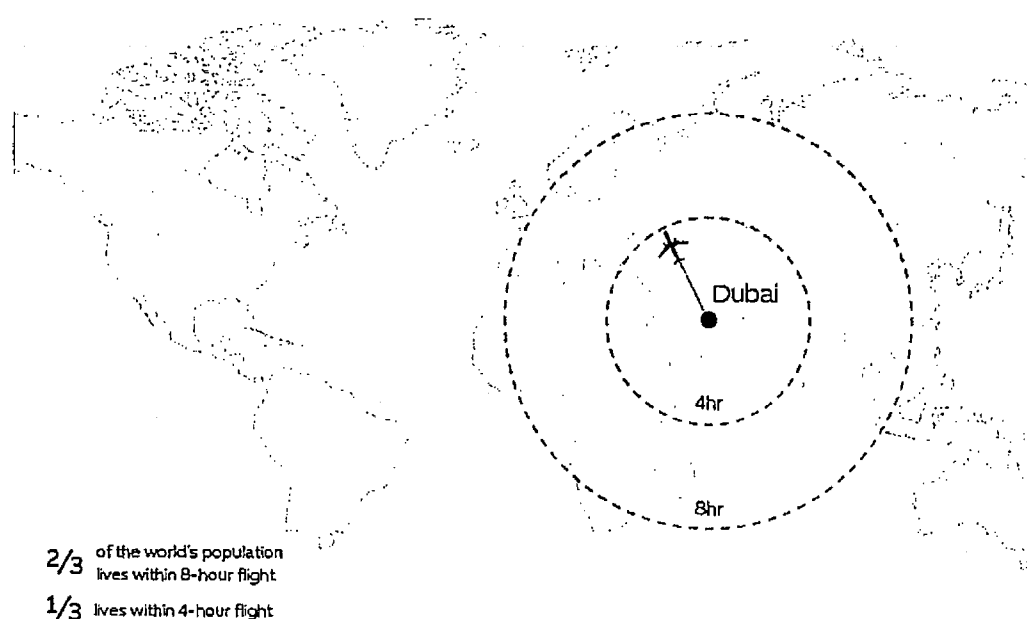 Dubai
4hr
8hr
2/3 of the world's population
lives within 8-hour flight
1/3 lives within 4-hour flight